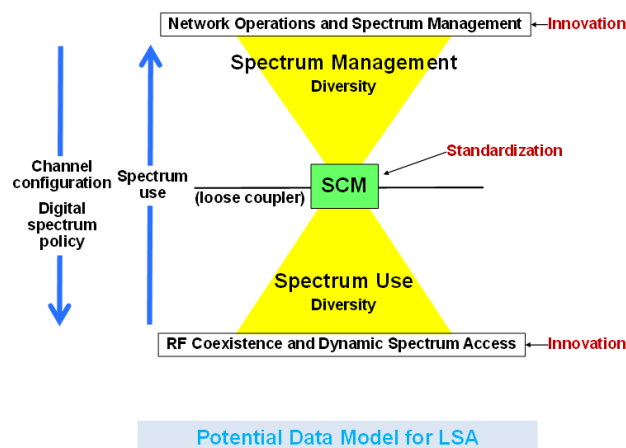 Network Operations and Spectrum Management
Innovation
Spectrum Management
Diversity
Standardization
Channel
configuration
Digital
spectrum
policy
Spectrum
use
(loose coupler)
SCM
Spectrum Use
Diversity
RF Coexistence and Dynamic Spectrum Access
Innovation
Potential Data Model for LSA